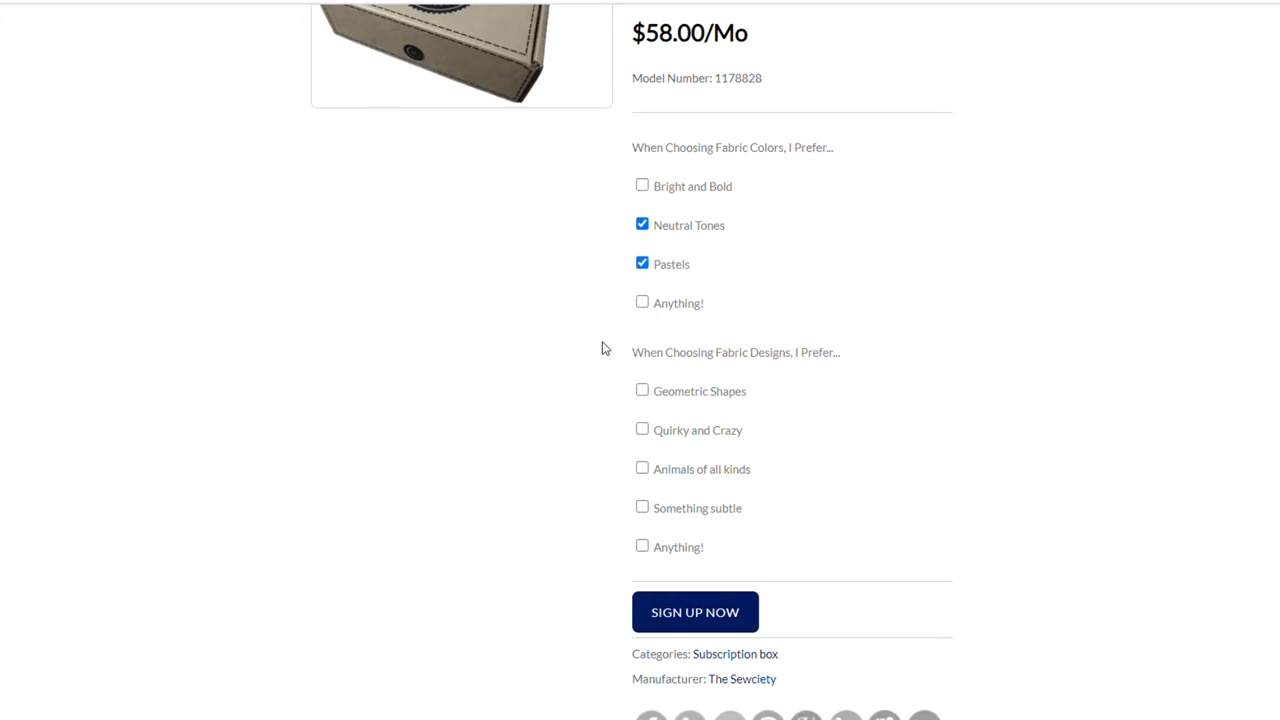 $58.00/Mo
Model Number: 1178828
When Choosing Fabric Colors, I Prefer...
Bright and Bold
Neutral Tones
Pastels
Anything!
When Choosing Fabric Designs, I Prefer...
Geometric Shapes
Quirky and Crazy
Animals of all kinds
Something subtle
Anything!
SIGN UP NOW
Categories: Subscription box
Manufacturer: The Sewciety